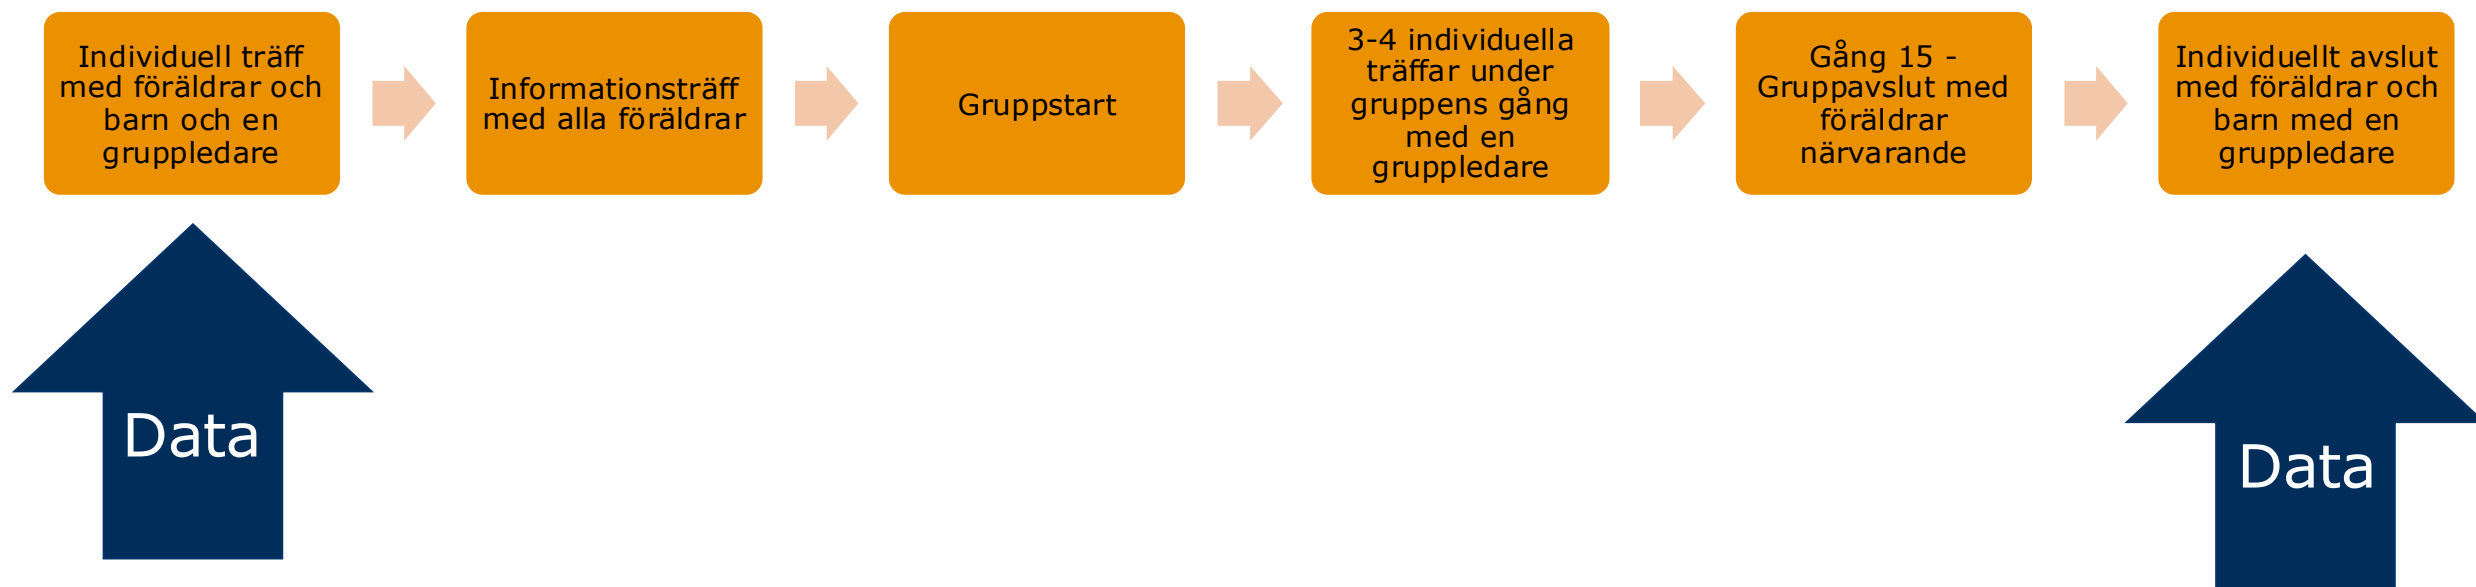 Individuell träff
med föräldrar och
barn och en
gruppledare
Informationsträff
med alla föräldrar
Gruppstart
3-4 individuella
träffar under
gruppens gång
med en
gruppledare
Gång 15 -
Gruppavslut med
föräldrar
närvarande
Individuellt avslut
med föräldrar och
barn med en
gruppledare
Data
Data